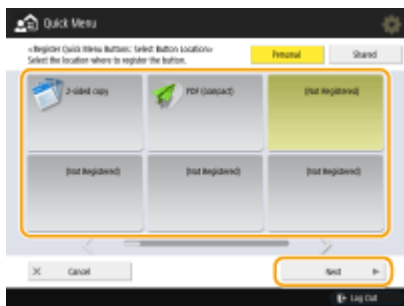 Quick Menu
<Register Quick Menu Buttons: Select Button Location>
Select the location where to register the button.
Personal
Shared
2-sided copy
PDF (compact)
(Not Registered)
(Not Registered)
(Not Registered)
(Not Registered)
Cancel
Next
Log Out